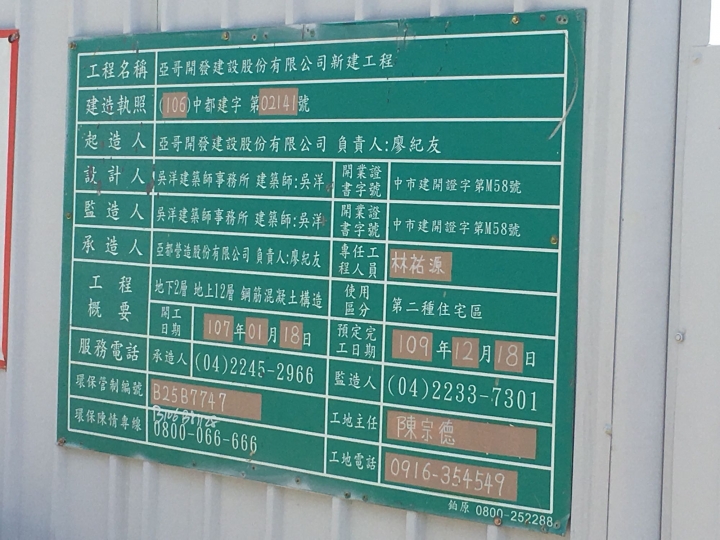 工程名稱 亞哥開發建設股份有限公司新建工程
建造執照 (106)中都建字 第02141號
起造人 亞哥開發建設股份有限公司 負責人:廖紀友
設計人 吳洋建築師事務所 建築師:吳洋 開業證書字號 中市建開證字第M58號
監造人 吳洋建築師事務所 建築師:吳洋 開業證書字號 中市建開證字第M58號
承造人 亞都營造股份有限公司 負責人:廖紀友 專任工程人員 林祐源
工程概要 地下2層 地上12層 鋼筋混凝土構造 使用區分 第二種住宅區
開工日期 107年01月18日 預定完工日期 109年12月18日
服務電話 承造人 (04)2245-2966 監造人 (04)2233-7301
環保管制編號 B25B7747 工地主任 陳宗德
環保陳情專線 0800-066-666 工地電話 0916-354549
鉑原 0800-252288